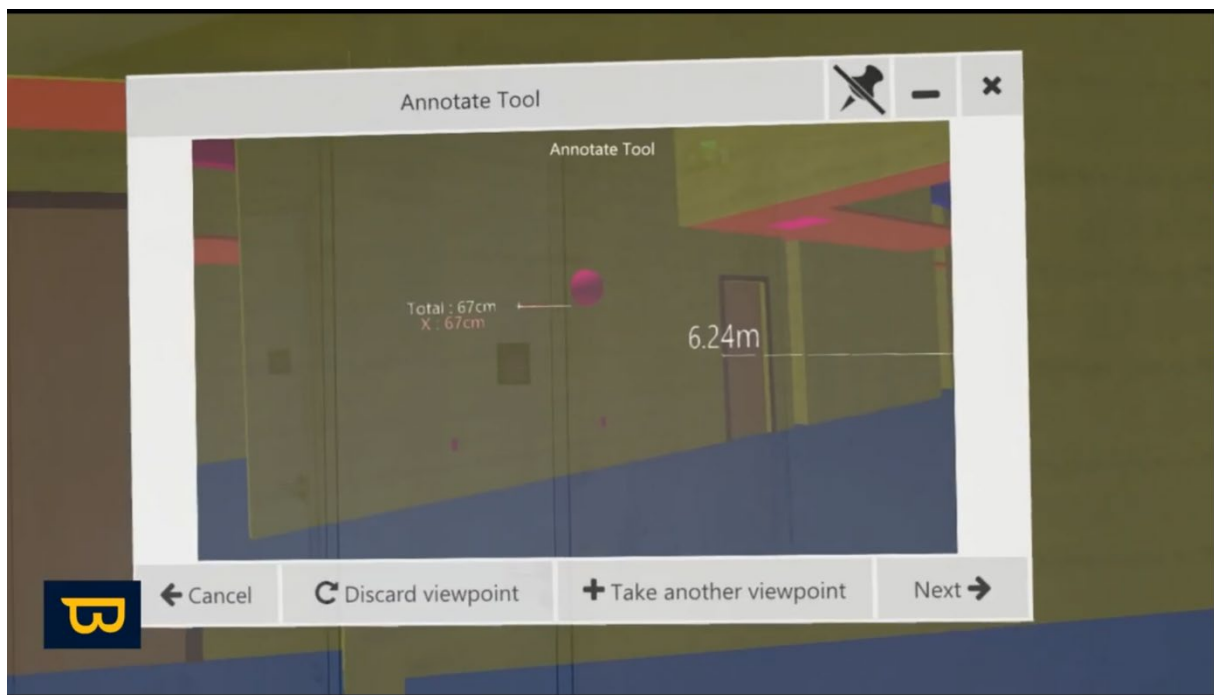 Annotate Tool
Annotate Tool
Total : 67cm
X : 67cm
6.24m
Cancel
Discard viewpoint
Take another viewpoint
Next